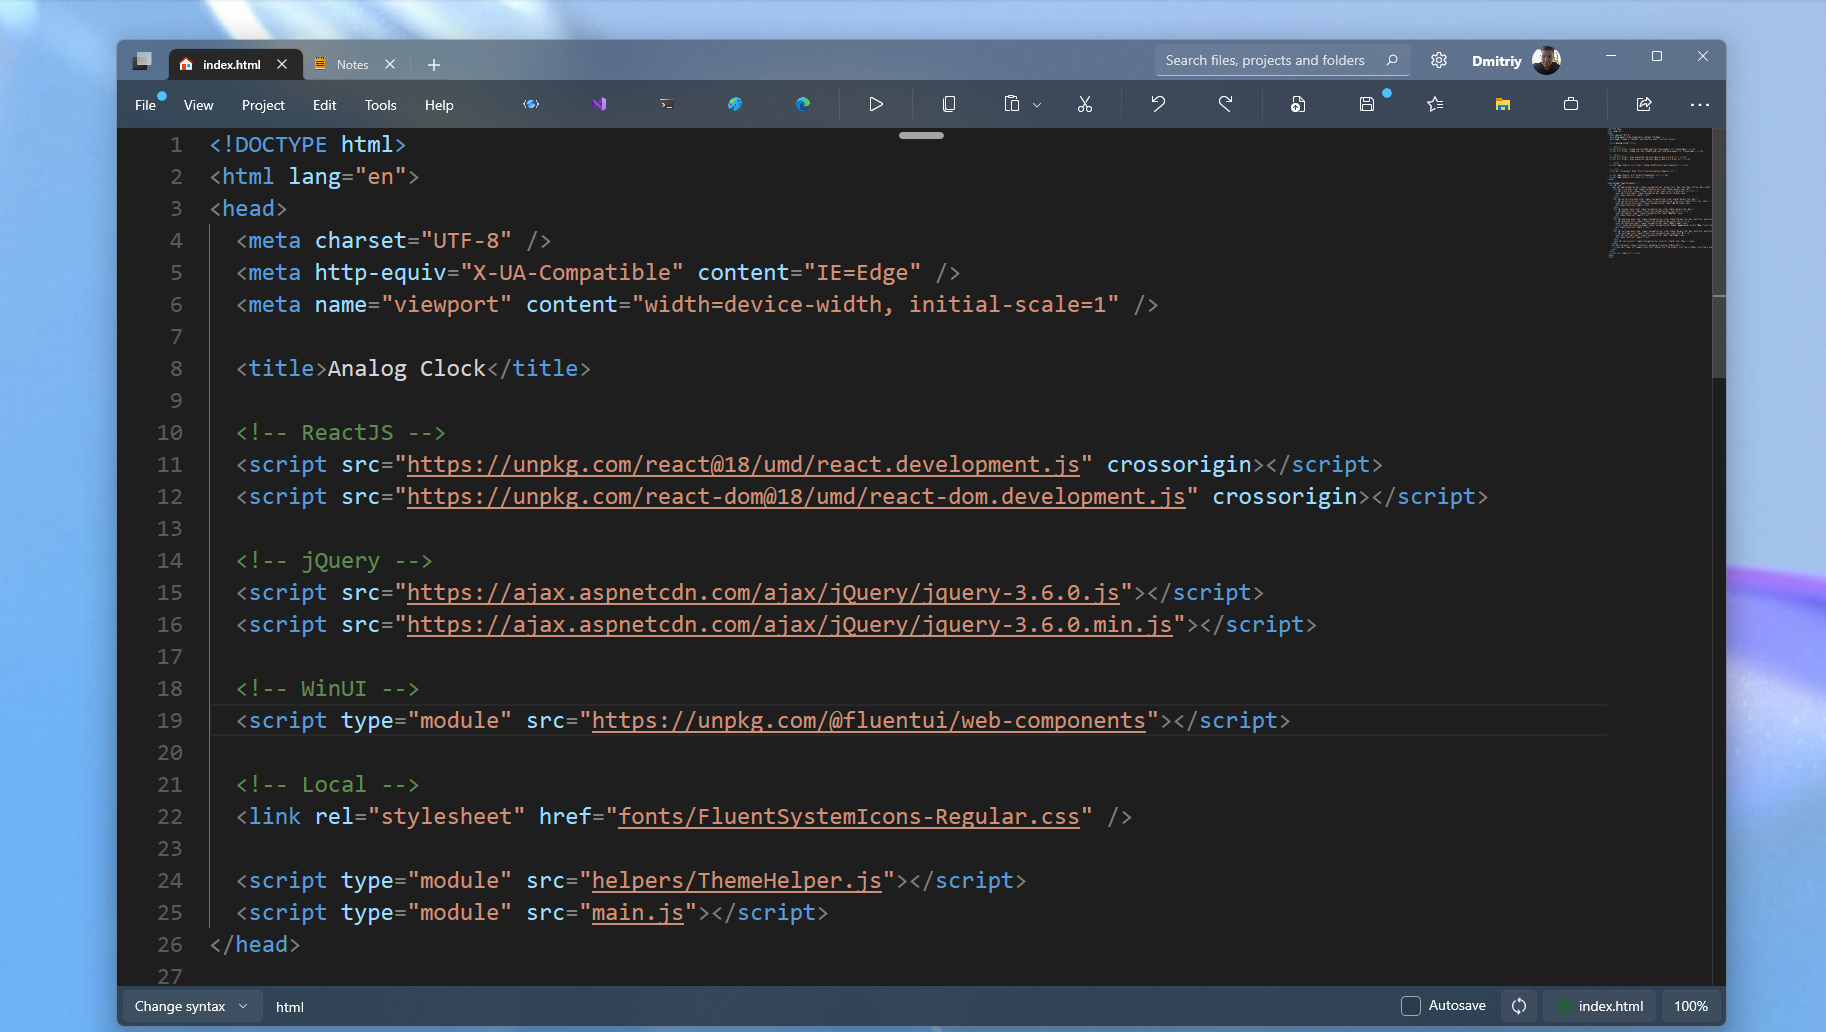 index.html
Notes
Search files, projects and folders
Dmitriy
File View Project Edit Tools Help
1 <!DOCTYPE html>
2 <html lang="en">
3 <head>
4 <meta charset="UTF-8" />
5 <meta http-equiv="X-UA-Compatible" content="IE=Edge" />
6 <meta name="viewport" content="width=device-width, initial-scale=1" />
7
8 <title>Analog Clock</title>
9
10 <!-- ReactJS -->
11 <script src="https://unpkg.com/react@18/umd/react.development.js" crossorigin></script>
12 <script src="https://unpkg.com/react-dom@18/umd/react-dom.development.js" crossorigin></script>
13
14 <!-- jQuery -->
15 <script src="https://ajax.aspnetcdn.com/ajax/jQuery/jquery-3.6.0.js"></script>
16 <script src="https://ajax.aspnetcdn.com/ajax/jQuery/jquery-3.6.0.min.js"></script>
17
18 <!-- WinUI -->
19 <script type="module" src="https://unpkg.com/@fluentui/web-components"></script>
20
21 <!-- Local -->
22 <link rel="stylesheet" href="fonts/FluentSystemIcons-Regular.css" />
23
24 <script type="module" src="helpers/ThemeHelper.js"></script>
25 <script type="module" src="main.js"></script>
26 </head>
27
Change syntax html Autosave index.html 100%